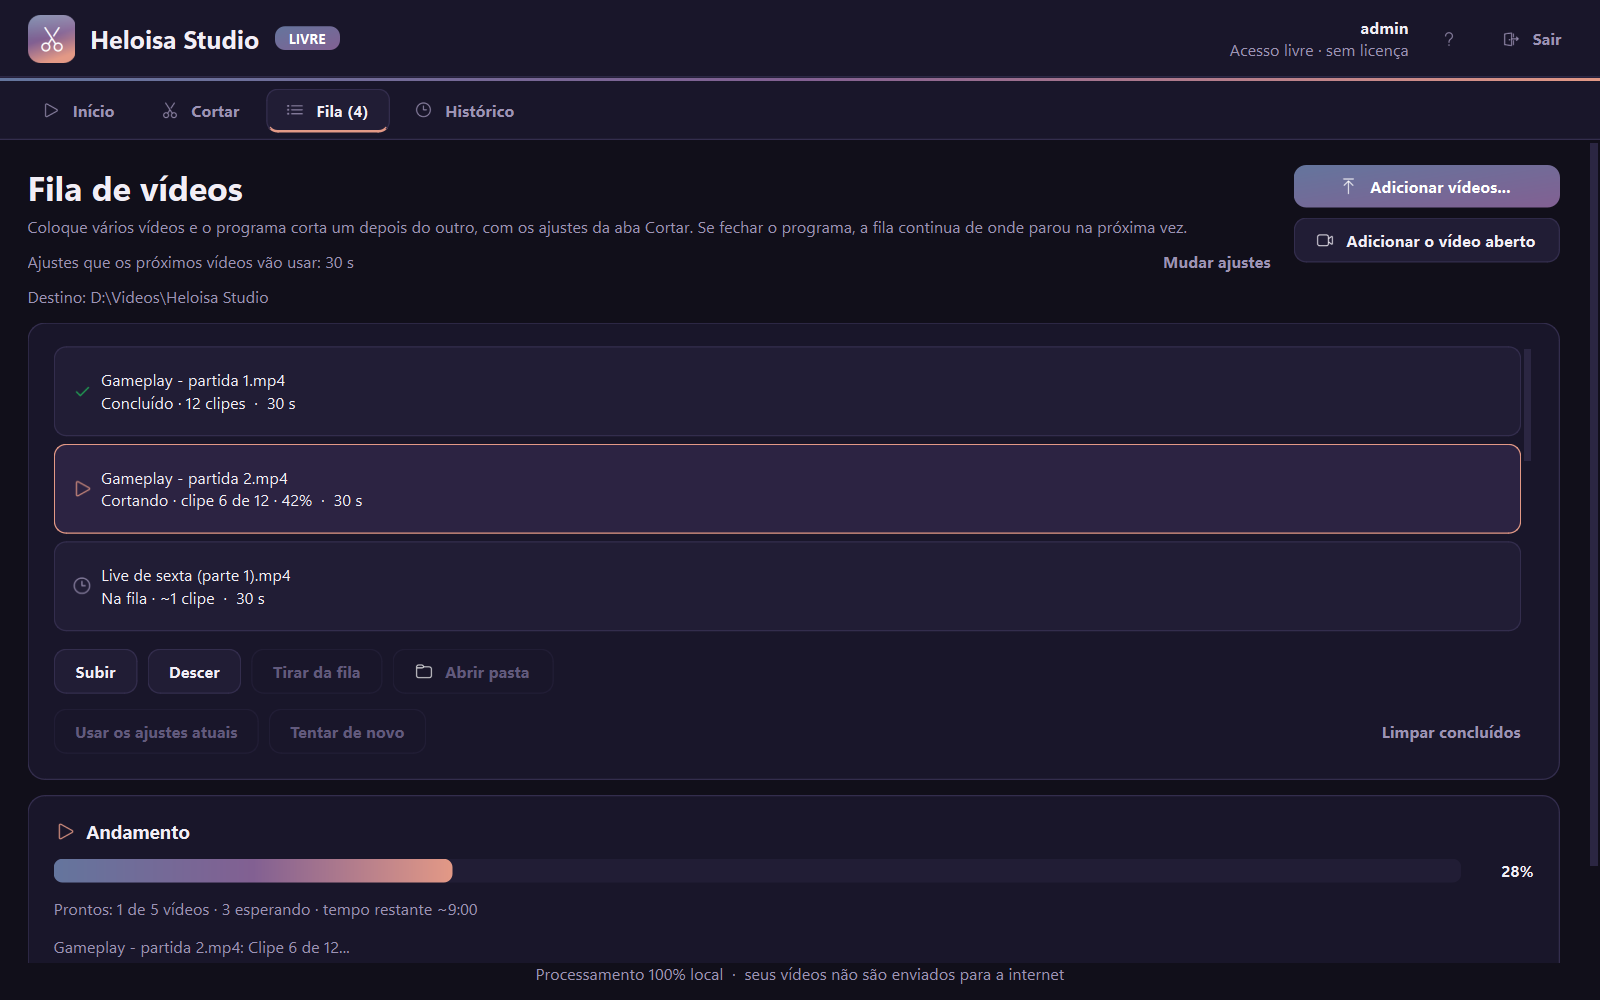 Heloisa Studio
LIVRE
admin
Acesso livre · sem licença
?
Sair
Início
Cortar
Fila (4)
Histórico
Fila de vídeos
Adicionar vídeos...
Coloque vários vídeos e o programa corta um depois do outro, com os ajustes da aba Cortar. Se fechar o programa, a fila continua de onde parou na próxima vez.
Adicionar o vídeo aberto
Ajustes que os próximos vídeos vão usar: 30 s
Mudar ajustes
Destino: D:\Videos\Heloisa Studio
Gameplay - partida 1.mp4
Concluído · 12 clipes · 30 s
Gameplay - partida 2.mp4
Cortando · clipe 6 de 12 · 42% · 30 s
Live de sexta (parte 1).mp4
Na fila · ~1 clipe · 30 s
Subir
Descer
Tirar da fila
Abrir pasta
Usar os ajustes atuais
Tentar de novo
Limpar concluídos
Andamento
28%
Prontos: 1 de 5 vídeos · 3 esperando · tempo restante ~9:00
Gameplay - partida 2.mp4: Clipe 6 de 12...
Processamento 100% local · seus vídeos não são enviados para a internet